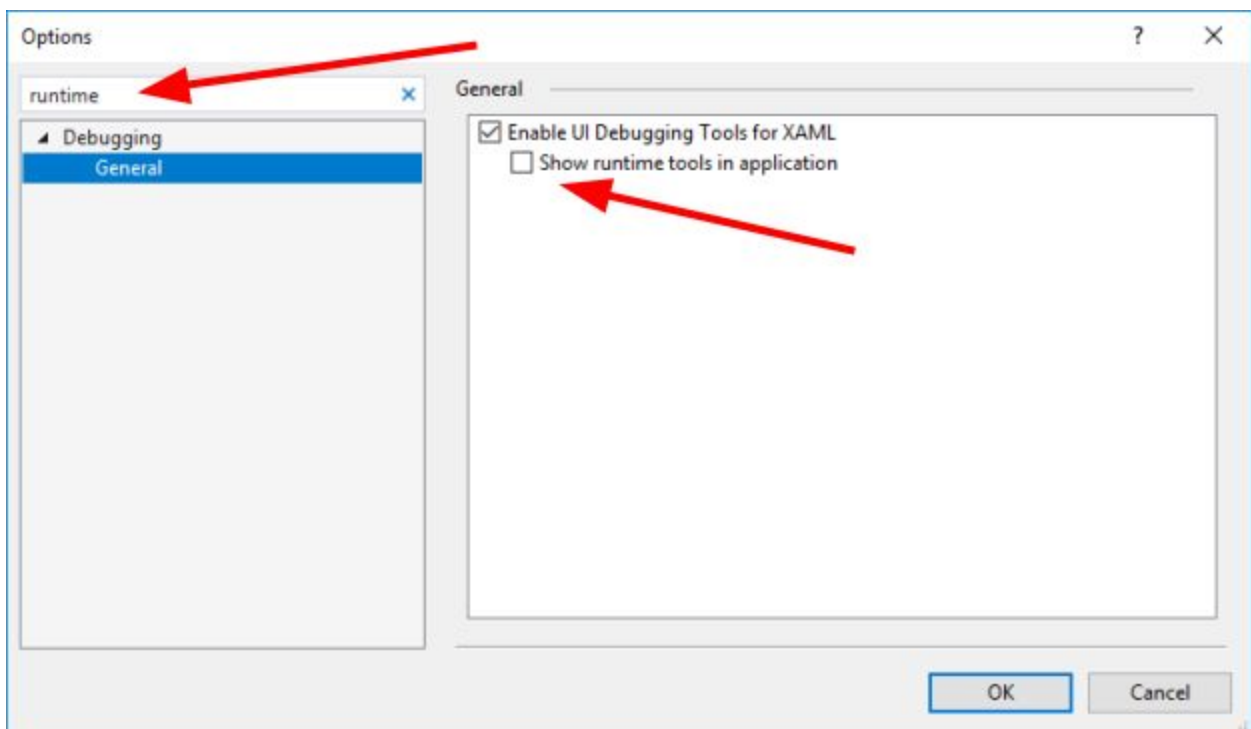 Options
runtime
Debugging
General
General
Enable UI Debugging Tools for XAML
Show runtime tools in application
OK
Cancel